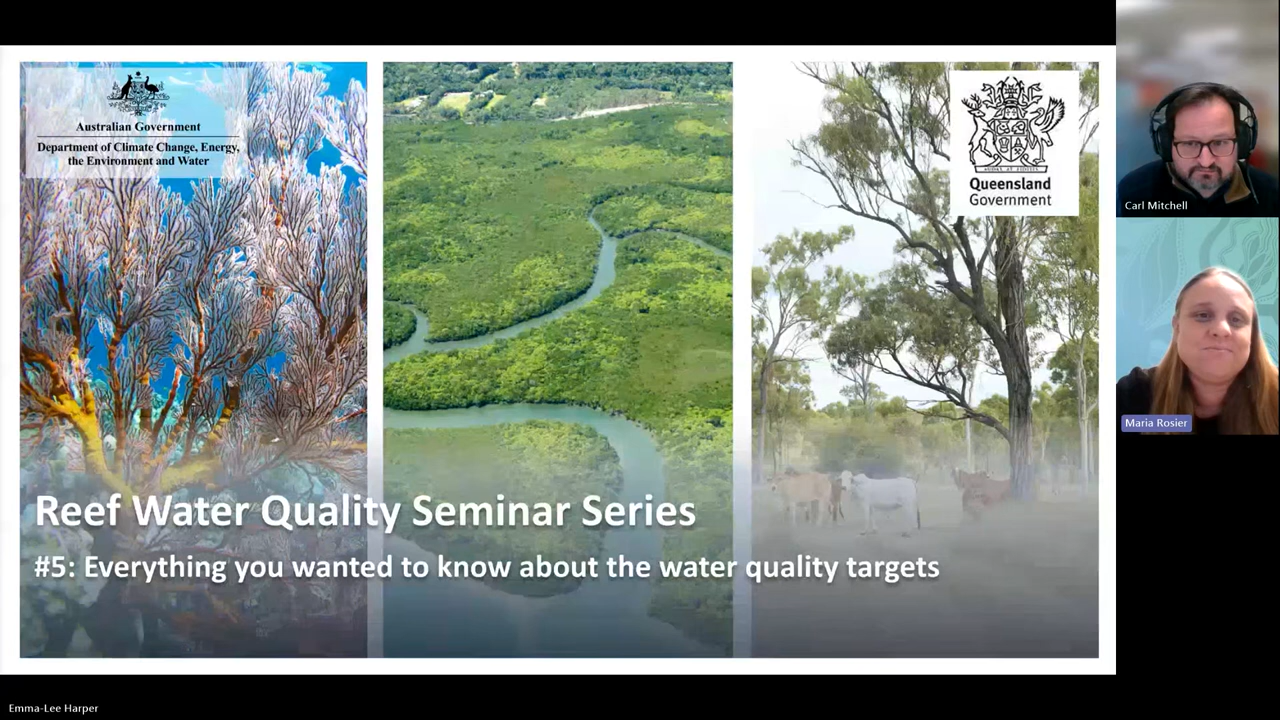 Australian Government
Department of Climate Change, Energy,
the Environment and Water
Queensland
Government
Reef Water Quality Seminar Series
#5: Everything you wanted to know about the water quality targets
Carl Mitchell
Maria Rosier
Emma-Lee Harper